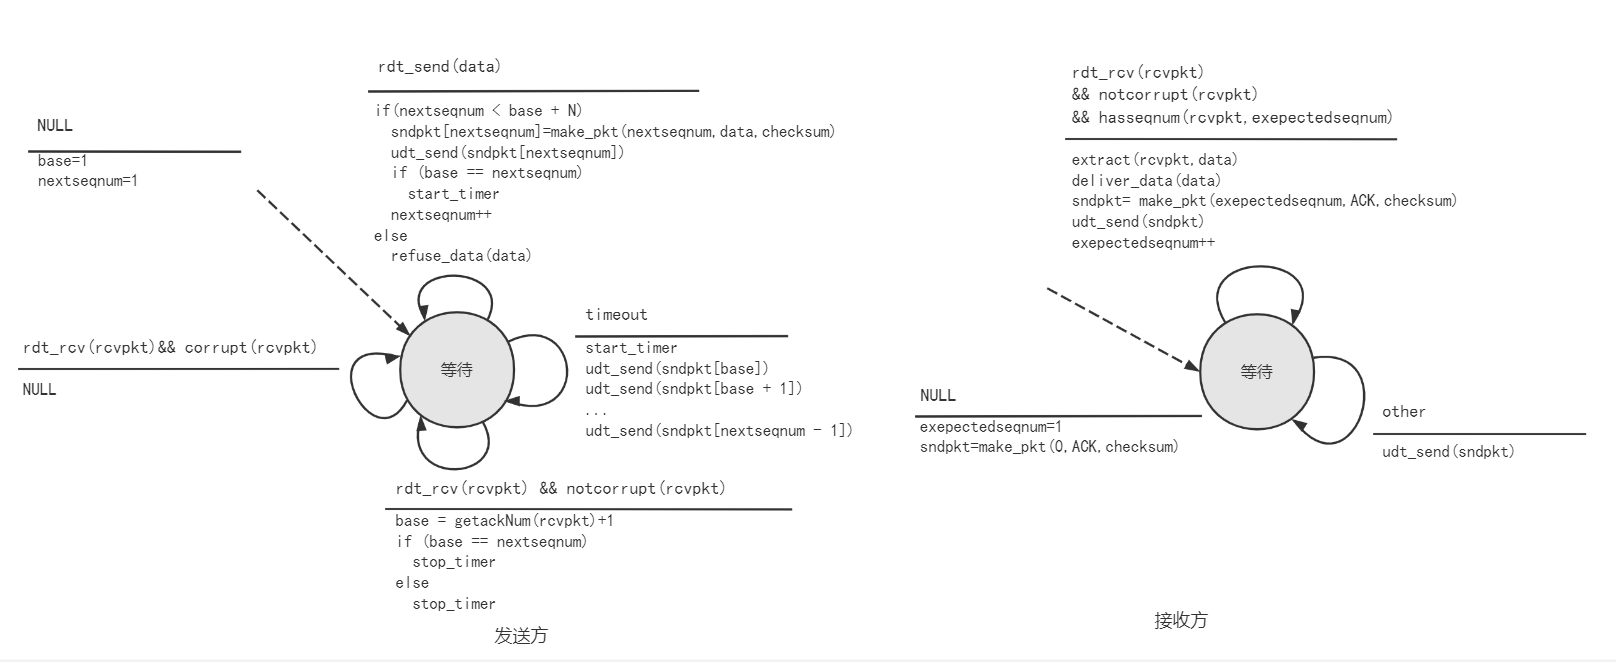 rdt_send(data)
if(nextseqnum < base + N)
sndpkt[nextseqnum]=make_pkt(nextseqnum,data,checksum)
udt_send(sndpkt[nextseqnum])
if (base == nextseqnum)
start_timer
nextseqnum++
else
refuse_data(data)
NULL
base=1
nextseqnum=1
rdt_rcv(rcvpkt)&& corrupt(rcvpkt)
NULL
等待
timeout
start_timer
udt_send(sndpkt[base])
udt_send(sndpkt[base + 1])
...
udt_send(sndpkt[nextseqnum - 1])
rdt_rcv(rcvpkt) && notcorrupt(rcvpkt)
base = getackNum(rcvpkt)+1
if (base == nextseqnum)
stop_timer
else
stop_timer
发送方
rdt_rcv(rcvpkt)
&& notcorrupt(rcvpkt)
&& hasseqnum(rcvpkt,exepectedseqnum)
extract(rcvpkt,data)
deliver_data(data)
sndpkt= make_pkt(exepectedseqnum,ACK,checksum)
udt_send(sndpkt)
exepectedseqnum++
等待
NULL
exepectedseqnum=1
sndpkt=make_pkt(0,ACK,checksum)
other
udt_send(sndpkt)
接收方